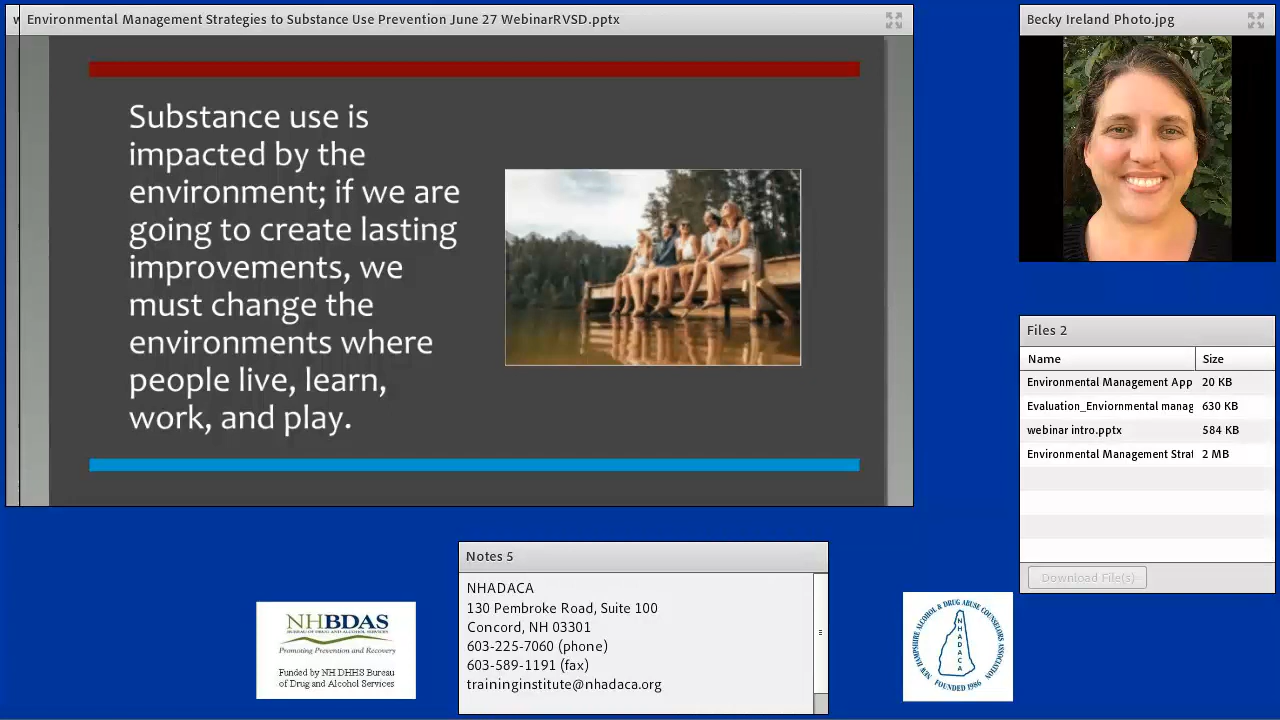 Environmental Management Strategies to Substance Use Prevention June 27 WebinarRVSD.pptx
Substance use is
impacted by the
environment; if we are
going to create lasting
improvements, we
must change the
environments where
people live, learn,
work, and play.
Becky Ireland Photo.jpg
Files 2
Name Size
Environmental Management App 20 KB
Evaluation_Enviornmental manag 630 KB
webinar intro.pptx 584 KB
Environmental Management Strat 2 MB
Download File(s)
Notes 5
NHADACA
130 Pembroke Road, Suite 100
Concord, NH 03301
603-225-7060 (phone)
603-589-1191 (fax)
traininginstitute@nhadaca.org
NHBDAS
BUREAU OF DRUG AND ALCOHOL SERVICES
Promoting Prevention and Recovery
Funded by NH DHHS Bureau
of Drug and Alcohol Services
NEW HAMPSHIRE ALCOHOL & DRUG ABUSE COUNSELORS ASSOCIATION
NHADACA
FOUNDED 1986